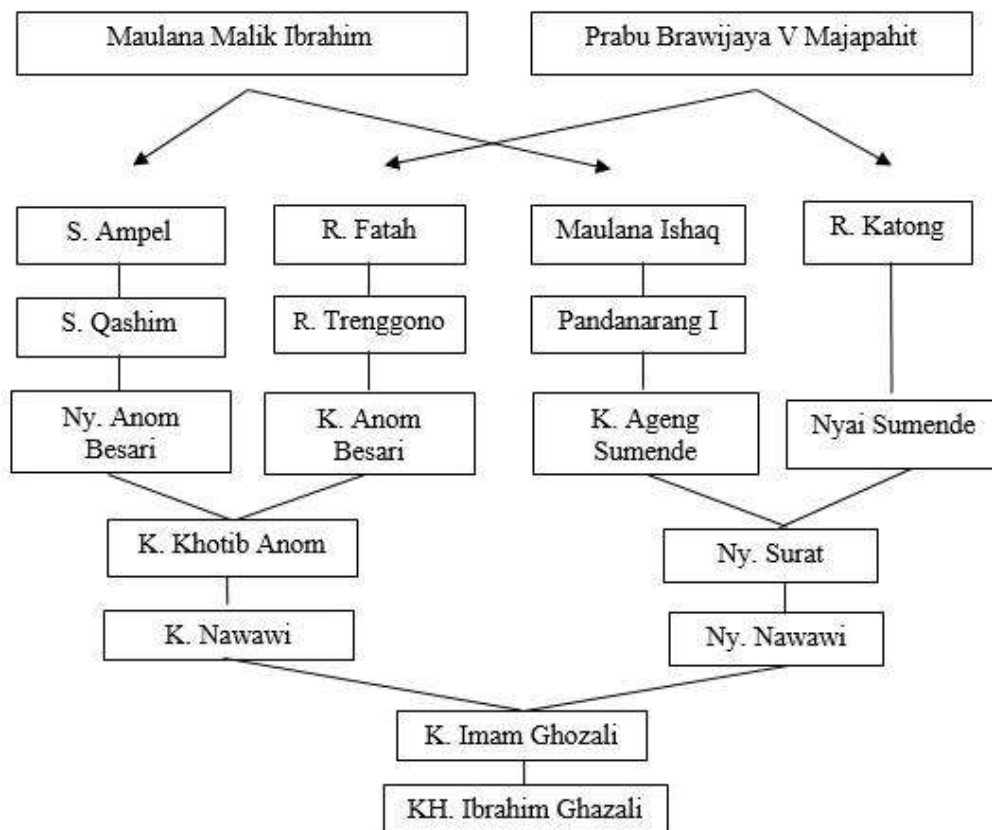 Maulana Malik Ibrahim
Prabu Brawijaya V Majapahit
S. Ampel
R. Fatah
Maulana Ishaq
R. Katong
S. Qashim
R. Trenggono
Pandanarang I
Ny. Anom
Besari
K. Anom
Besari
K. Ageng
Sumende
Nyai Sumende
K. Khotib Anom
Ny. Surat
K. Nawawi
Ny. Nawawi
K. Imam Ghozali
KH. Ibrahim Ghazali